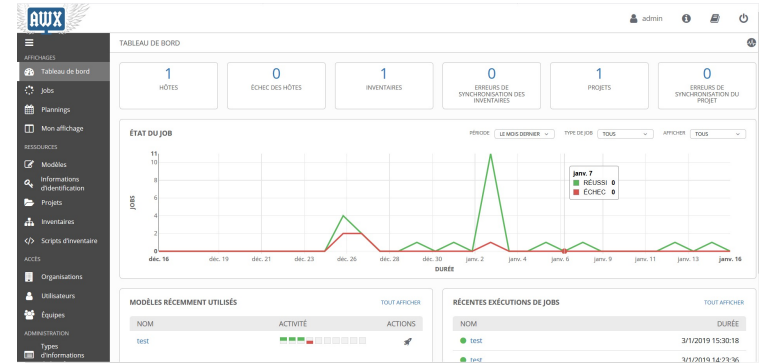 AWX
admin
AFFICHAGES
Tableau de bord
Jobs
Plannings
Mon affichage
RESSOURCES
Modèles
Informations
d'identification
Projets
Inventaires
Scripts d'inventaire
ACCÈS
Organisations
Utilisateurs
Équipes
ADMINISTRATION
Types
d'informations
TABLEAU DE BORD
1
HÔTES
0
ÉCHEC DES HÔTES
1
INVENTAIRES
0
ERREURS DE
SYNCHRONISATION DES
INVENTAIRES
1
PROJETS
0
ERREURS DE
SYNCHRONISATION DU
PROJET
ÉTAT DU JOB
PÉRIODE LE MOIS DERNIER TYPE DE JOB TOUS AFFICHER TOUS
11
10
8
6
4
2
0
JOBS
janv. 7
RÉUSSI 0
ÉCHEC 0
déc. 16 déc. 19 déc. 21 déc. 23 déc. 26 déc. 28 déc. 30 janv. 2 janv. 4 janv. 6 janv. 9 janv. 11 janv. 13 janv. 16
DURÉE
MODÈLES RÉCEMMENT UTILISÉS TOUT AFFICHER
NOM ACTIVITÉ ACTIONS
test
RÉCENTES EXÉCUTIONS DE JOBS TOUT AFFICHER
NOM DURÉE
test 3/1/2019 15:30:18
test 3/1/2019 14:23:36